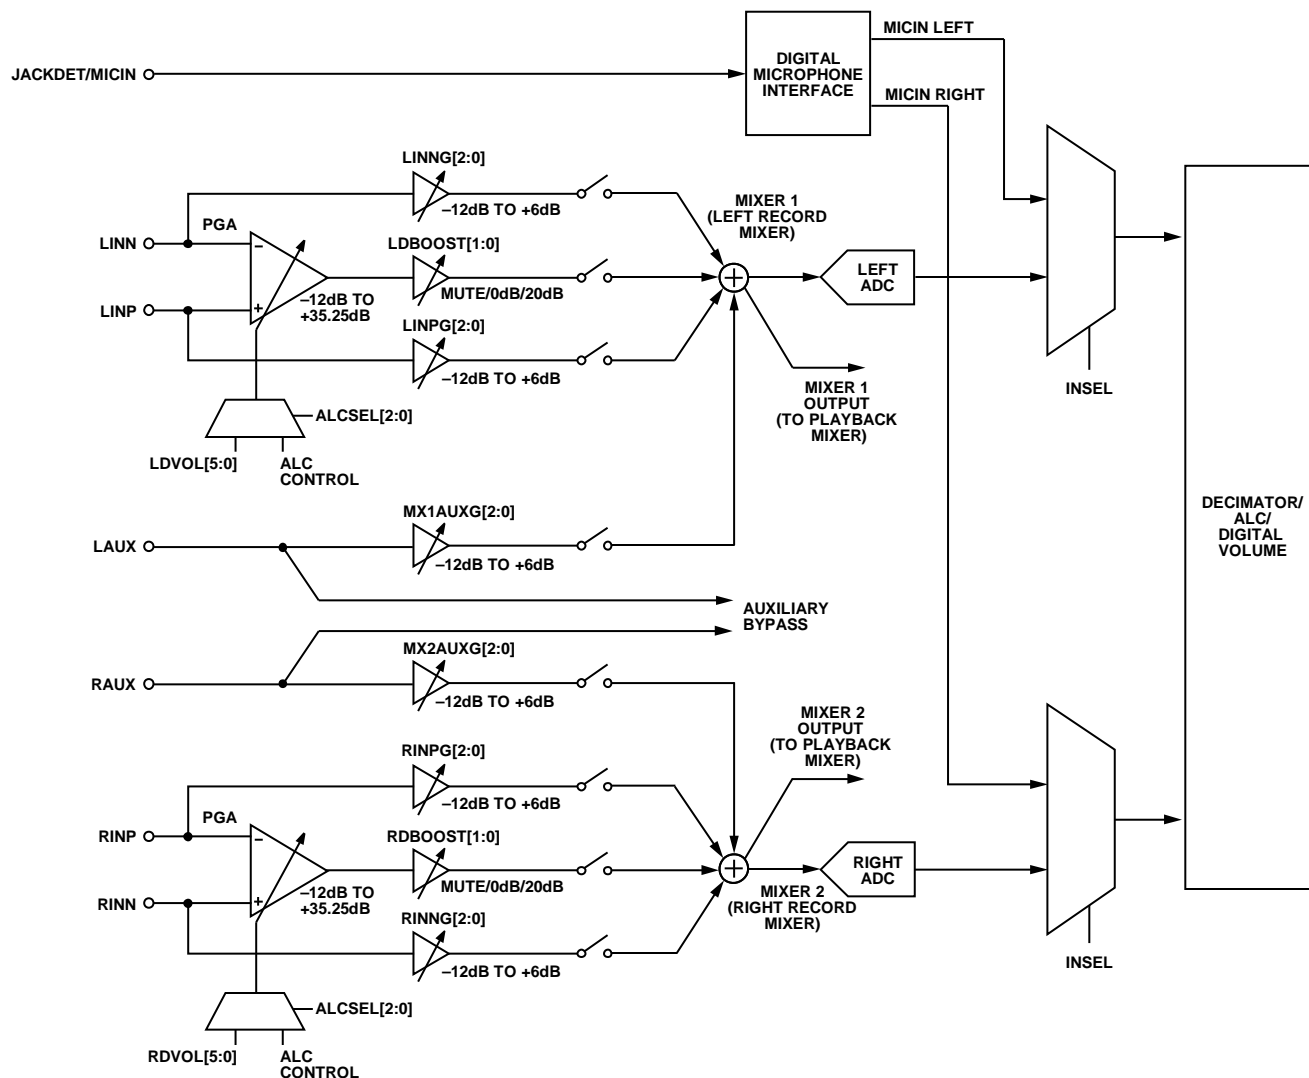 MICIN LEFT
JACKDET/MICIN
DIGITAL
MICROPHONE
INTERFACE
MICIN RIGHT
LINNG[2:0]
–12dB TO +6dB
PGA
LINN
–
LDBOOST[1:0]
MUTE/0dB/20dB
LINP
+
–12dB TO
+35.25dB
LINPG[2:0]
–12dB TO +6dB
MIXER 1
(LEFT RECORD
MIXER)
+
LEFT
ADC
MIXER 1
OUTPUT
(TO PLAYBACK
MIXER)
INSEL
ALCSEL[2:0]
LDVOL[5:0]
ALC
CONTROL
MX1AUXG[2:0]
LAUX
–12dB TO +6dB
DECIMATOR/
ALC/
DIGITAL
VOLUME
AUXILIARY
BYPASS
MX2AUXG[2:0]
RAUX
–12dB TO +6dB
MIXER 2
OUTPUT
(TO PLAYBACK
MIXER)
RINPG[2:0]
–12dB TO +6dB
PGA
RINP
–
RDBOOST[1:0]
MUTE/0dB/20dB
RINN
+
–12dB TO
+35.25dB
RINNG[2:0]
–12dB TO +6dB
+
RIGHT
ADC
MIXER 2
(RIGHT RECORD
MIXER)
INSEL
ALCSEL[2:0]
RDVOL[5:0]
ALC
CONTROL